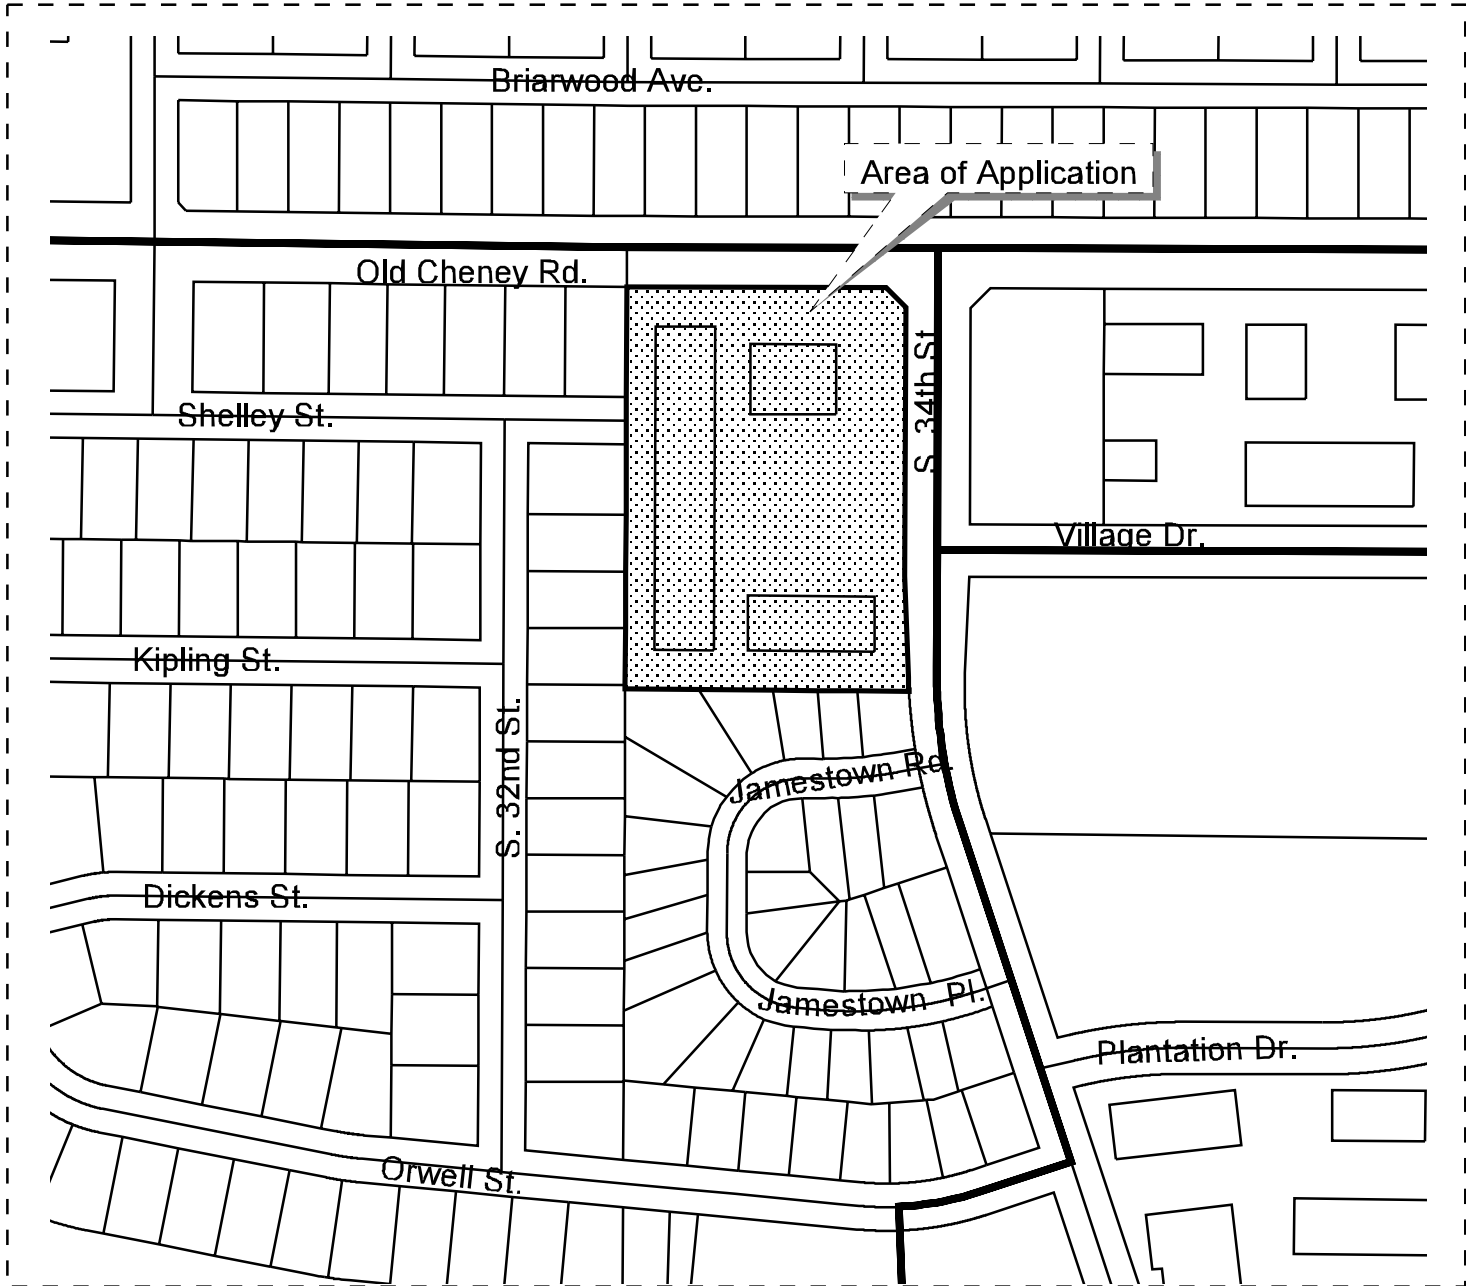 Briarwood Ave.
Area of Application
Old Cheney Rd.
S. 34th St
Shelley St.
Village Dr.
Kipling St.
S. 32nd St.
Jamestown Rd.
Dickens St.
Jamestown Pl.
Plantation Dr.
Orwell St.